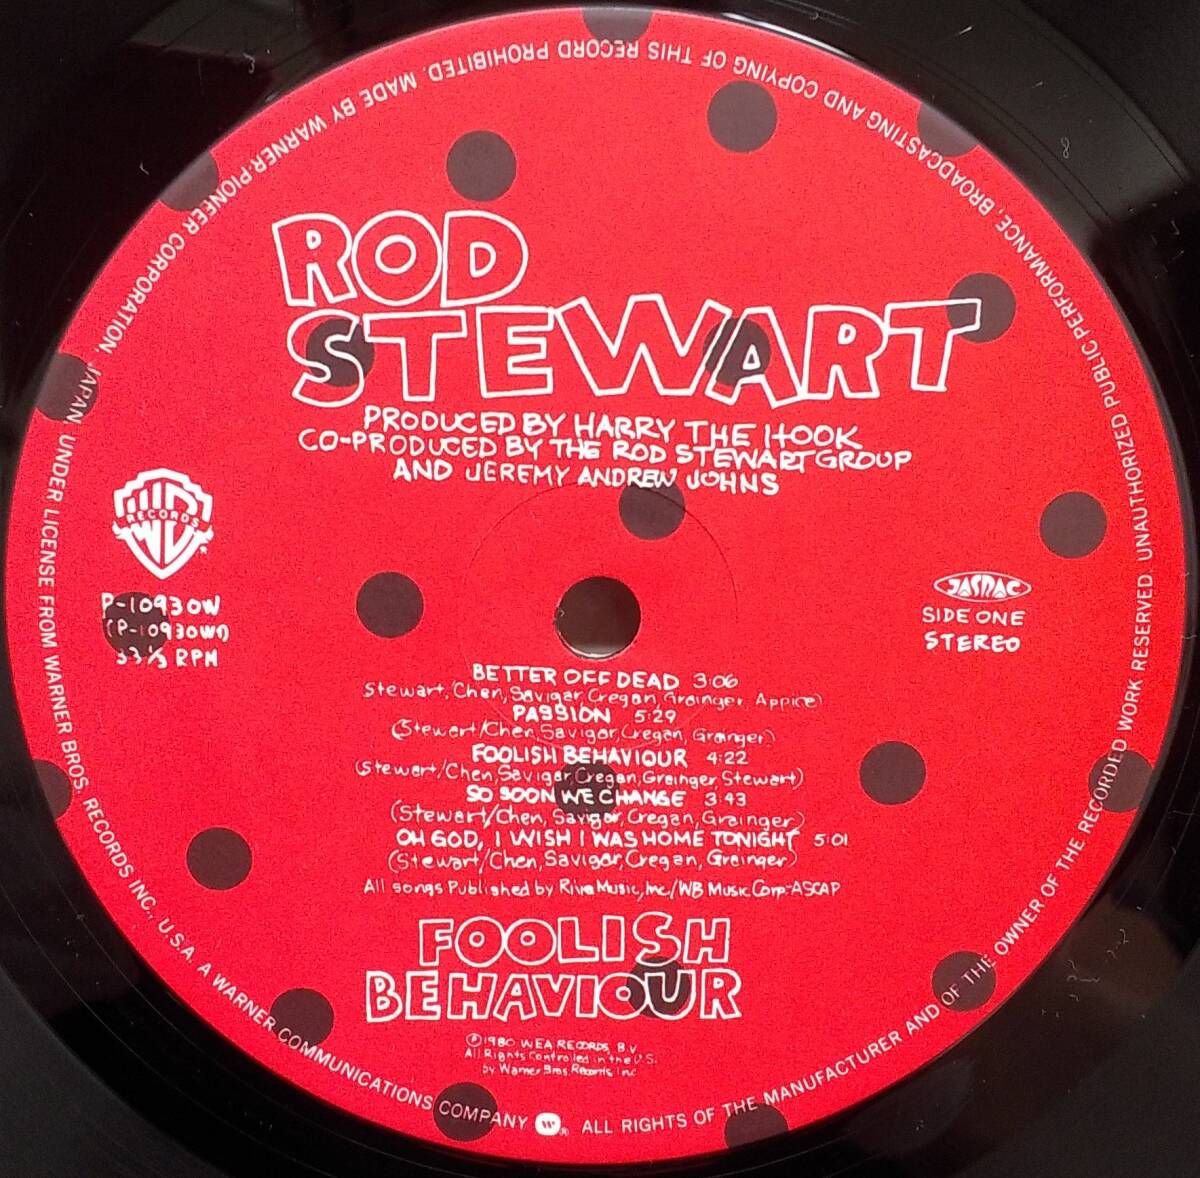 ROD
STEWART
PRODUCED BY HARRY THE HOOK
CO-PRODUCED BY THE ROD STEWART GROUP
AND JEREMY ANDREW JOHNS
W RECORDS
P-10930W
(P-10930W1)
33 1/3 RPM
JASRAC
SIDE ONE
STEREO
BETTER OFF DEAD 3:06
Stewart/Chen, Savigar, Cregan, Grainger, Appice)
PASSION 5:29
(Stewart/Chen, Savigar, Cregan, Grainger)
FOOLISH BEHAVIOUR 4:22
(Stewart/Chen, Savigar, Cregan, Grainger, Stewart)
SO SOON WE CHANGE 3:43
(Stewart/Chen, Savigar, Cregan, Grainger)
OH GOD, I WISH I WAS HOME TONIGHT 5:01
(Stewart/Chen, Savigar, Cregan, Grainger)
All songs Published by Riva Music, Inc./WB Music Corp-ASCAP
FOOLISH
BEHAVIOUR
Ⓟ1980 WEA RECORDS, B.V.
All Rights Controlled in the U.S.
by Warner Bros. Records, Inc
MADE BY WARNER-PIONEER CORPORATION, JAPAN, UNDER LICENSE FROM WARNER BROS. RECORDS INC., U.S.A. A WARNER COMMUNICATIONS COMPANY W ® ALL RIGHTS OF THE MANUFACTURER AND OF THE OWNER OF THE RECORDED WORK RESERVED. UNAUTHORIZED PUBLIC PERFORMANCE, BROADCASTING AND COPYING OF THIS RECORD PROHIBITED.